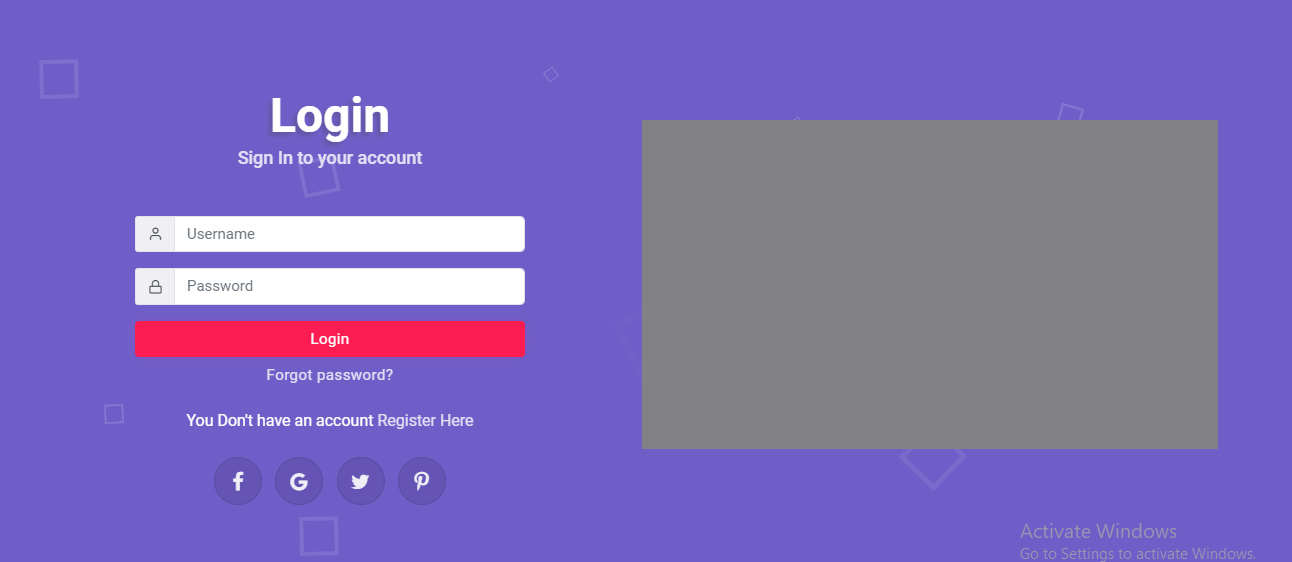 Login
Sign In to your account
Username
Password
Login
Forgot password?
You Don't have an account Register Here
Activate Windows
Go to Settings to activate Windows.